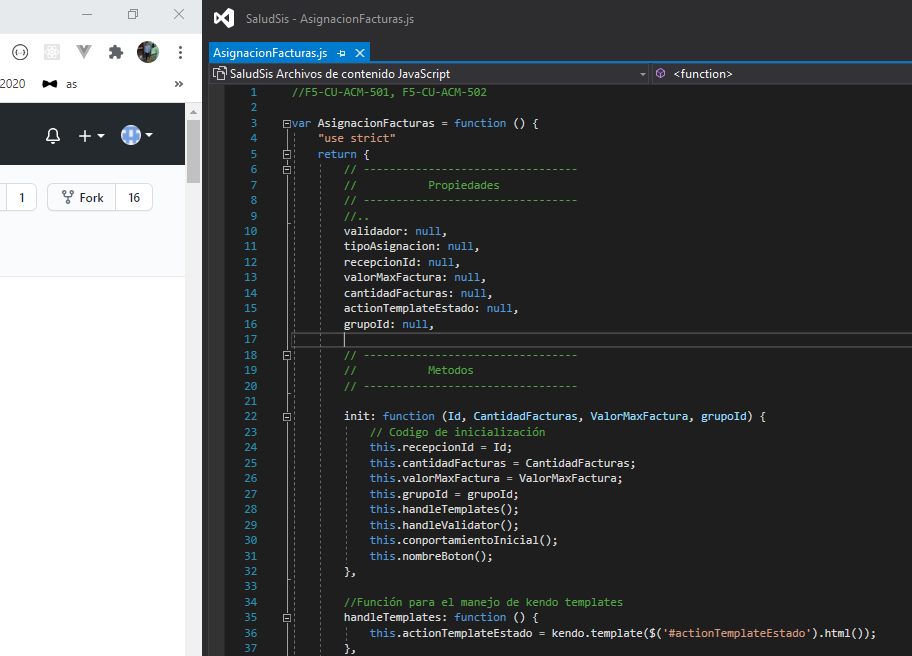 2020
as
1
Fork
16
SaludSis - AsignacionFacturas.js
AsignacionFacturas.js
SaludSis Archivos de contenido JavaScript
<function>
1 //F5-CU-ACM-501, F5-CU-ACM-502
2
3 var AsignacionFacturas = function () {
4 "use strict"
5 return {
6 // ---------------------------------
7 // Propiedades
8 // ---------------------------------
9 //..
10 validador: null,
11 tipoAsignacion: null,
12 recepcionId: null,
13 valorMaxFactura: null,
14 cantidadFacturas: null,
15 actionTemplateEstado: null,
16 grupoId: null,
17
18 // ---------------------------------
19 // Metodos
20 // ---------------------------------
21
22 init: function (Id, CantidadFacturas, ValorMaxFactura, grupoId) {
23 // Codigo de inicialización
24 this.recepcionId = Id;
25 this.cantidadFacturas = CantidadFacturas;
26 this.valorMaxFactura = ValorMaxFactura;
27 this.grupoId = grupoId;
28 this.handleTemplates();
29 this.handleValidator();
30 this.conportamientoInicial();
31 this.nombreBoton();
32 },
33
34 //Función para el manejo de kendo templates
35 handleTemplates: function () {
36 this.actionTemplateEstado = kendo.template($('#actionTemplateEstado').html());
37 },